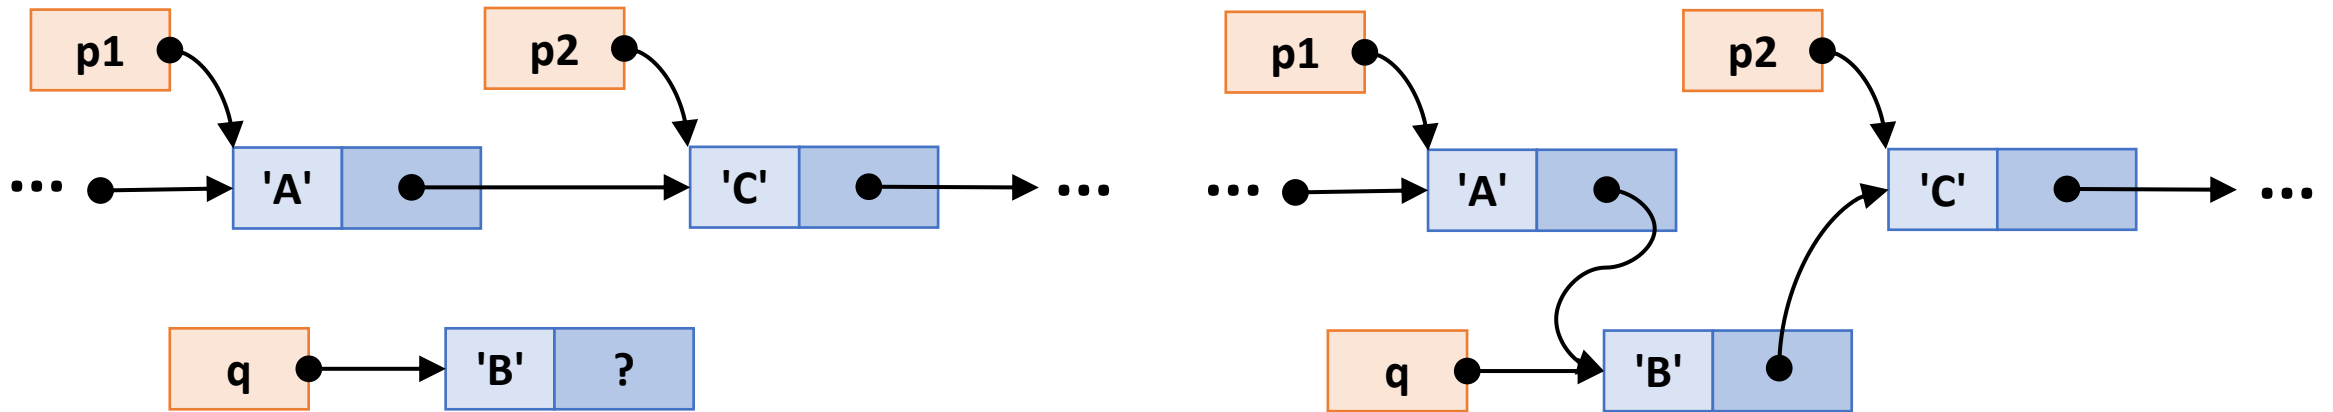 p1 p2 p1 p2
... 'A' 'C' ... ... 'A' 'C' ...
q 'B' ? q 'B'